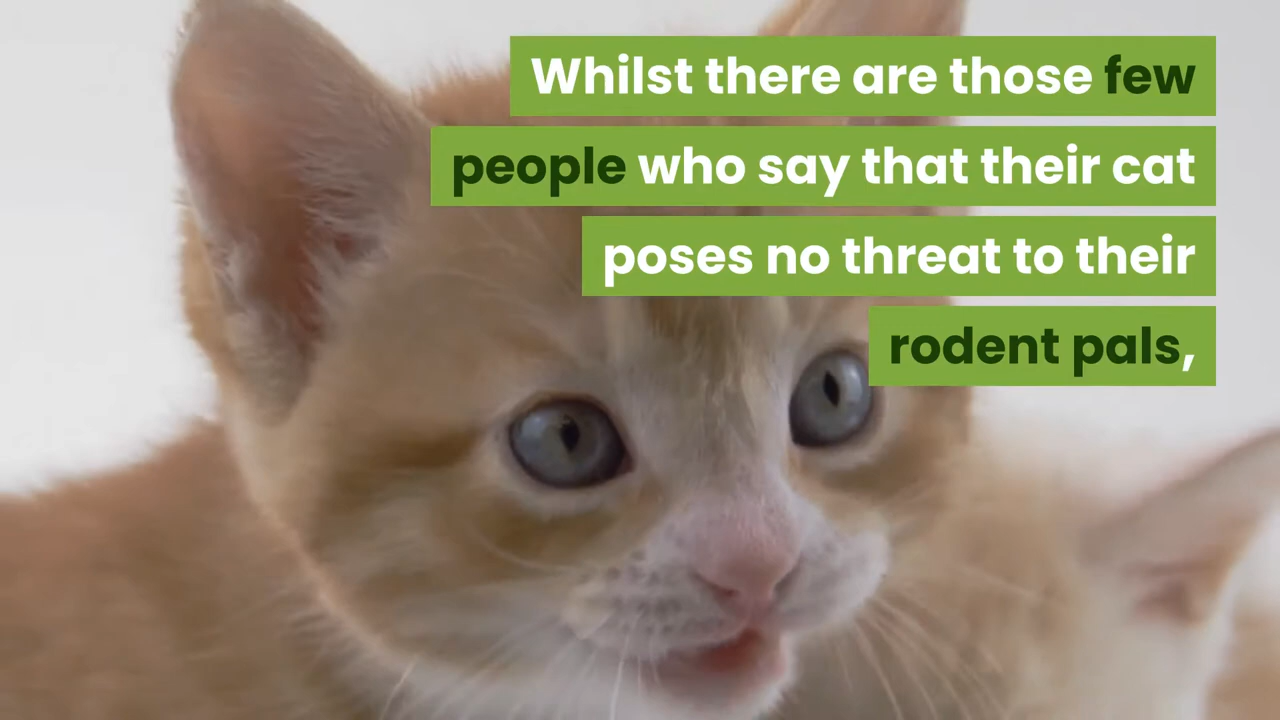 Whilst there are those few
people who say that their cat
poses no threat to their
rodent pals,